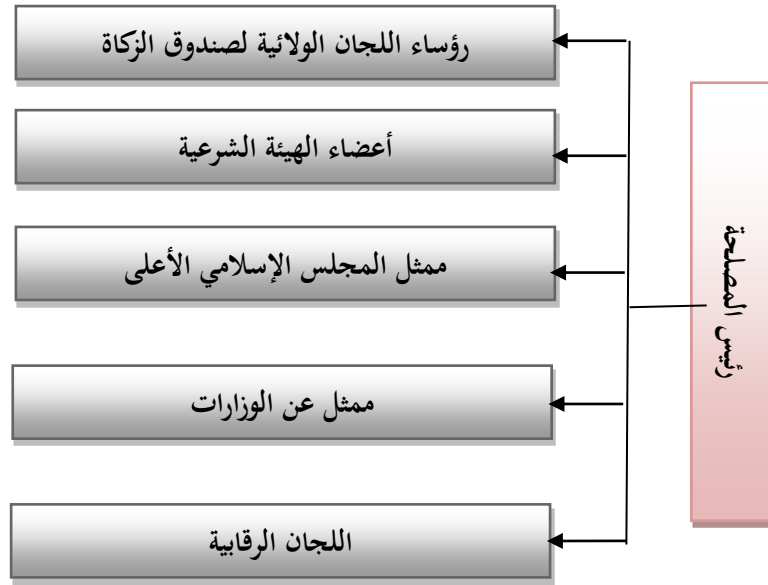 رئيس المصلحة
رؤساء اللجان الولائية لصندوق الزكاة
أعضاء الهيئة الشرعية
ممثل المجلس الإسلامي الأعلى
ممثل عن الوزارات
اللجان الرقابية